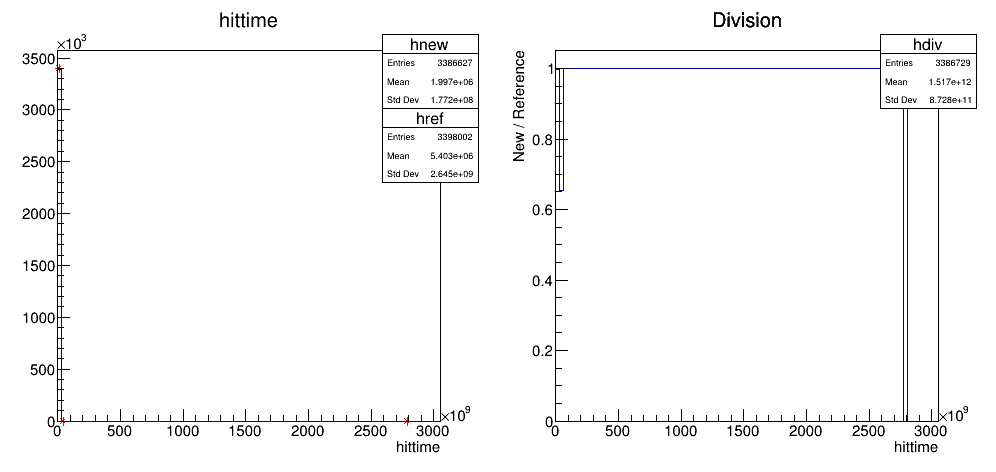 hittime
×10³
3500
3000
2500
2000
1500
1000
500
0
0 500 1000 1500 2000 2500 3000
×10⁹
hittime
hnew
Entries 3386627
Mean 1.997e+06
Std Dev 1.772e+08
href
Entries 3398002
Mean 5.403e+06
Std Dev 2.645e+09
Division
New / Reference
1
0.8
0.6
0.4
0.2
0
0 500 1000 1500 2000 2500 3000
×10⁹
hittime
hdiv
Entries 3386729
Mean 1.517e+12
Std Dev 8.728e+11